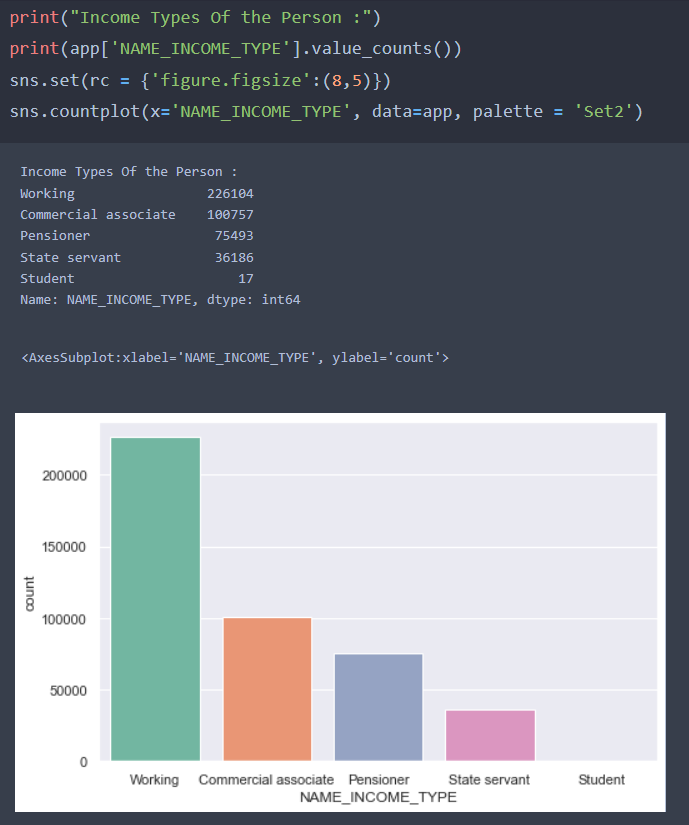 print("Income Types Of the Person :")
print(app['NAME_INCOME_TYPE'].value_counts())
sns.set(rc = {'figure.figsize':(8,5)})
sns.countplot(x='NAME_INCOME_TYPE', data=app, palette = 'Set2')
Income Types Of the Person :
Working                 226104
Commercial associate    100757
Pensioner                75493
State servant            36186
Student                     17
Name: NAME_INCOME_TYPE, dtype: int64
<AxesSubplot:xlabel='NAME_INCOME_TYPE', ylabel='count'>
200000
150000
100000
50000
0
count
Working Commercial associate Pensioner State servant Student
NAME_INCOME_TYPE